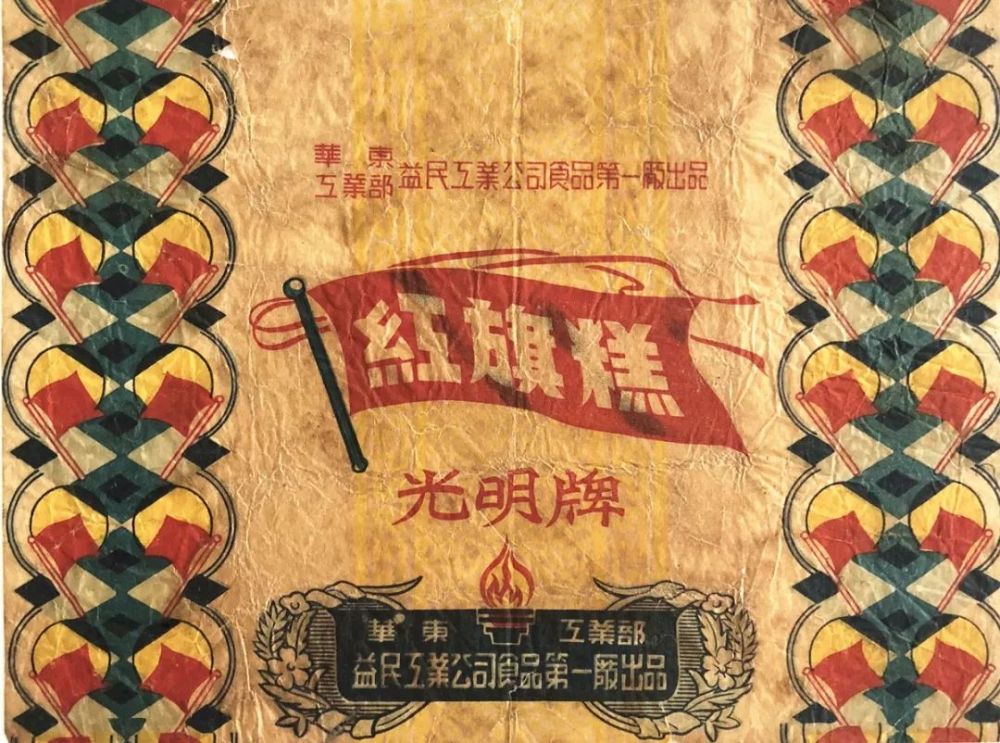 華東
工業部 益民工業公司食品第一厰出品
紅旗糕
光明牌
華東 工業部
益民工業公司食品第一厰出品